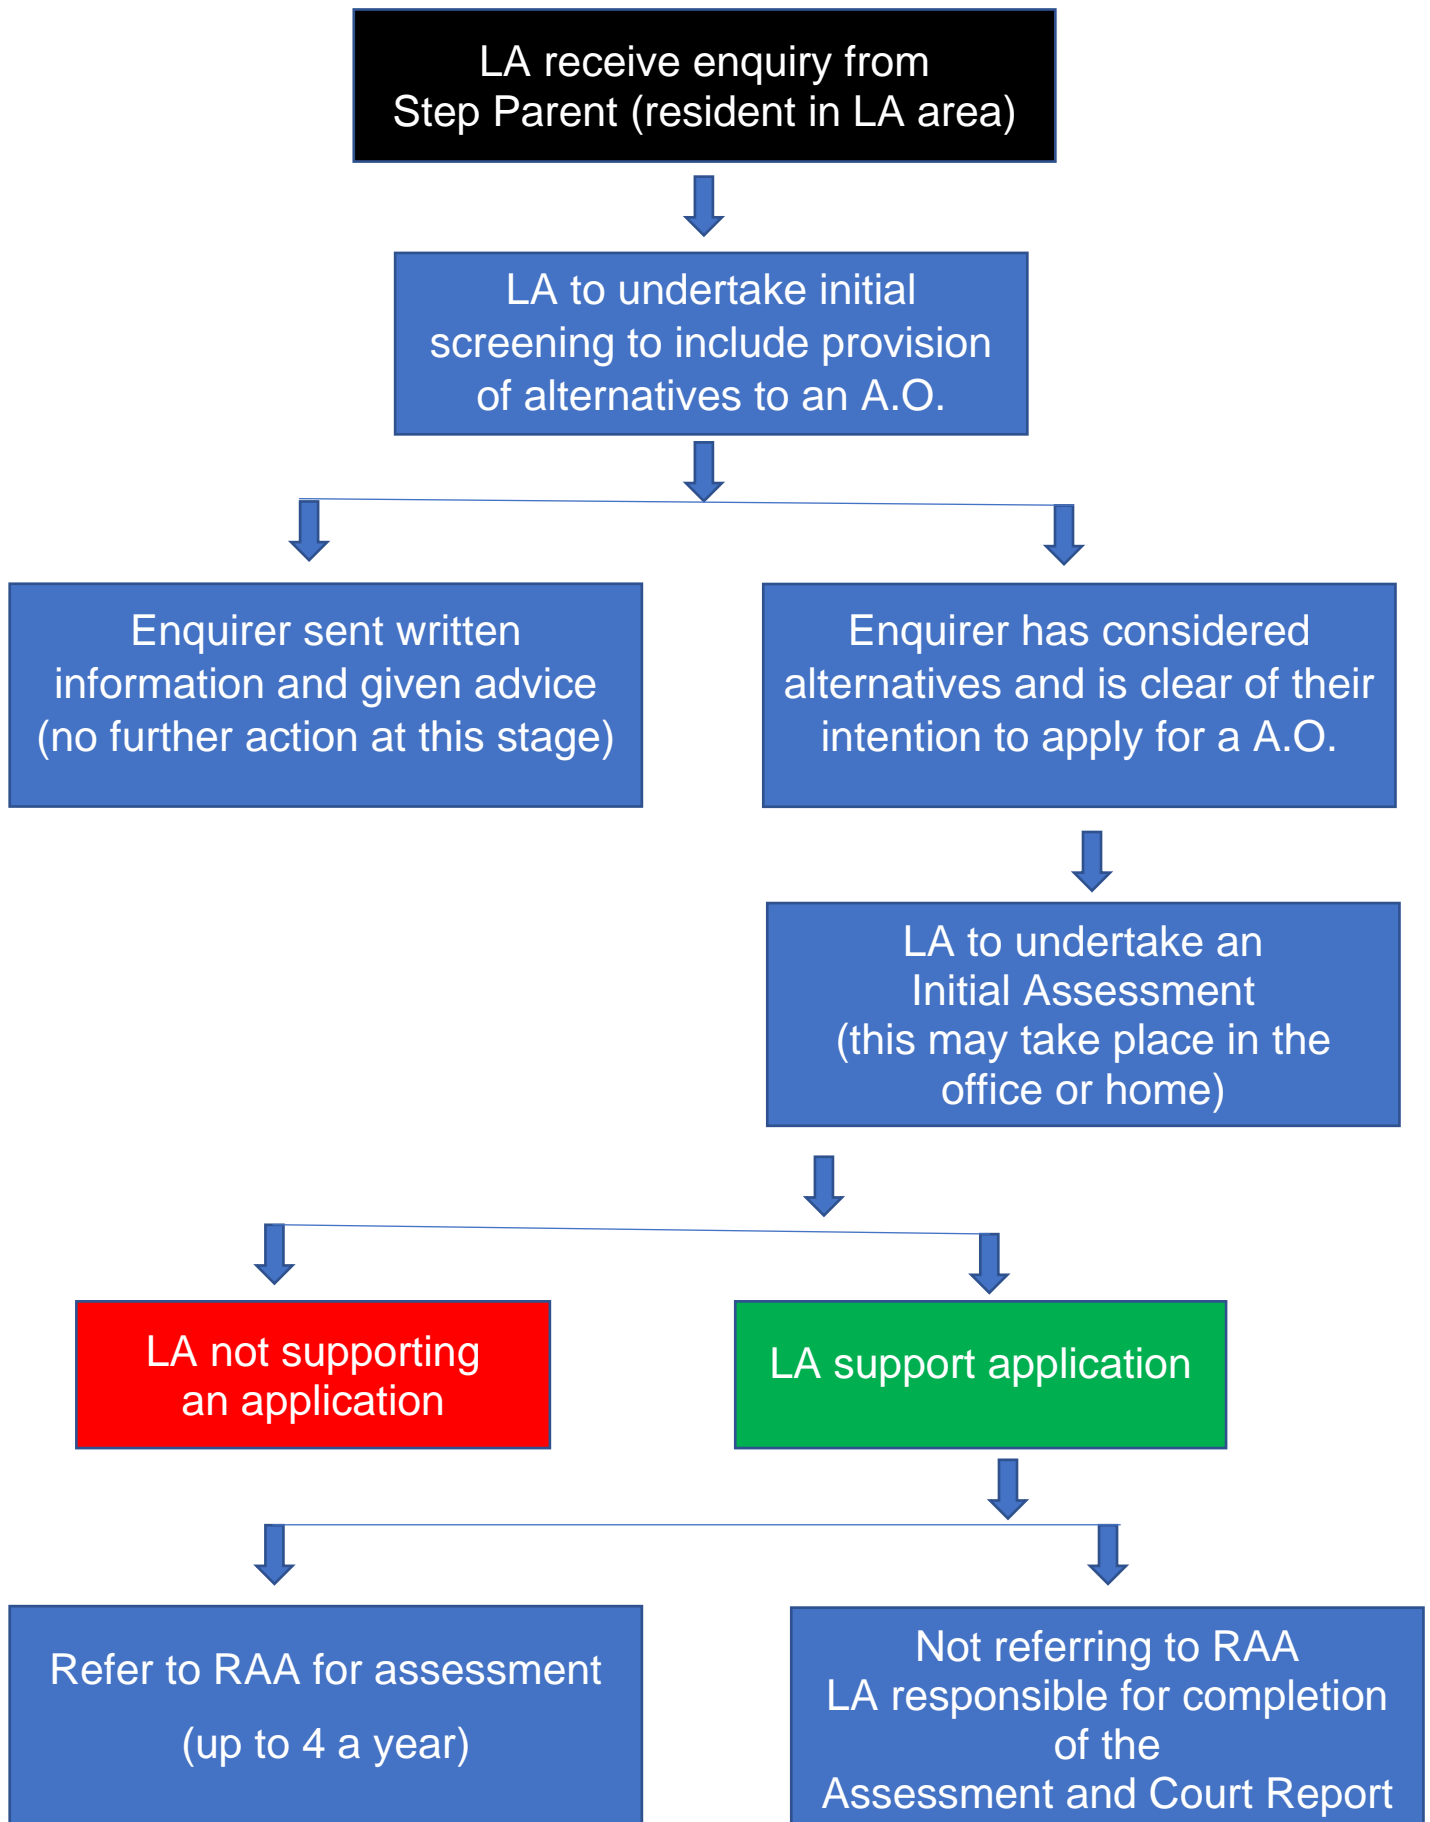 LA receive enquiry from
Step Parent (resident in LA area)
LA to undertake initial
screening to include provision
of alternatives to an A.O.
Enquirer sent written
information and given advice
(no further action at this stage)
Enquirer has considered
alternatives and is clear of their
intention to apply for a A.O.
LA to undertake an
Initial Assessment
(this may take place in the
office or home)
LA not supporting
an application
LA support application
Refer to RAA for assessment
(up to 4 a year)
Not referring to RAA
LA responsible for completion
of the
Assessment and Court Report